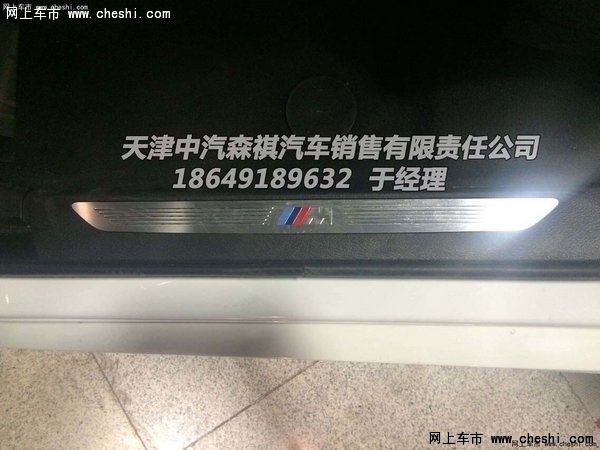 网上车市 www.cheshi.com
天津中汽森祺汽车销售有限责任公司
18649189632 于经理
M
网上车市 www.cheshi.com